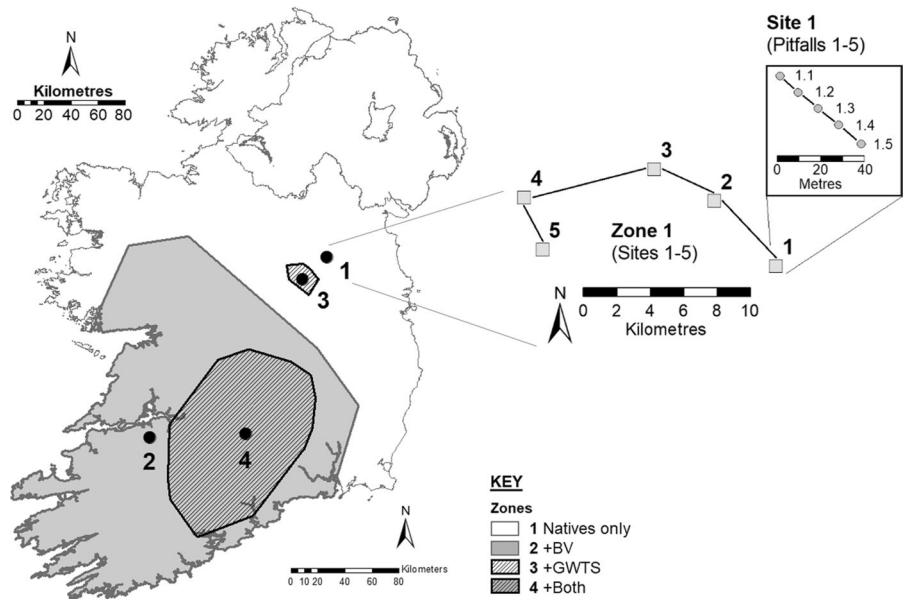 N
Kilometres
0 20 40 60 80
1
3
2
4
N
0 10 20 40 60 80 Kilometers
Site 1
(Pitfalls 1-5)
1.1
1.2
1.3
1.4
1.5
0 20 40
Metres
3
4
2
5
Zone 1
(Sites 1-5)
1
N
0 2 4 6 8 10
Kilometres
KEY
Zones
1 Natives only
2 +BV
3 +GWTS
4 +Both